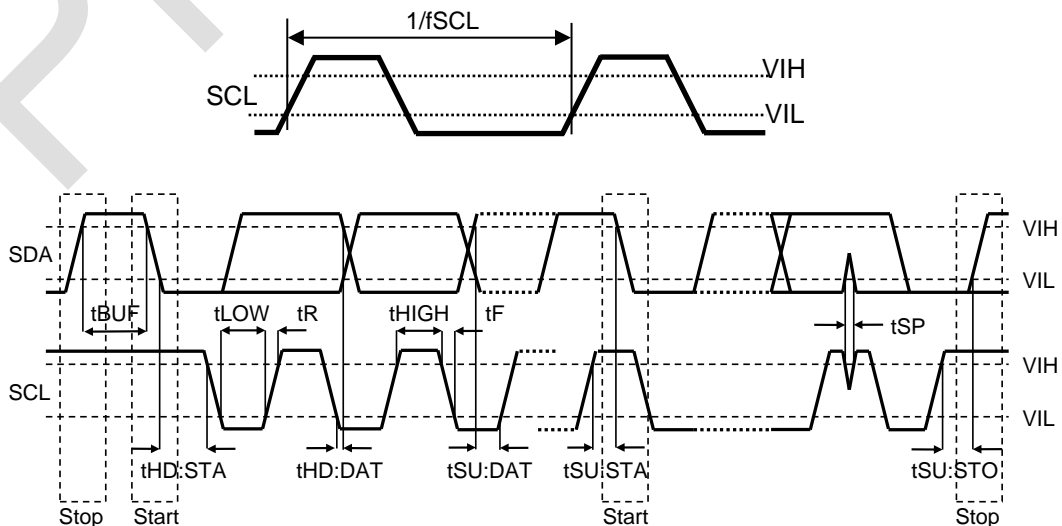 1/fSCL
VIH
SCL
VIL
VIH
SDA
VIL
tBUF tLOW tR tHIGH tF tSP
VIH
SCL
VIL
tHD:STA tHD:DAT tSU:DAT tSU:STA tSU:STO
Stop Start Start Stop